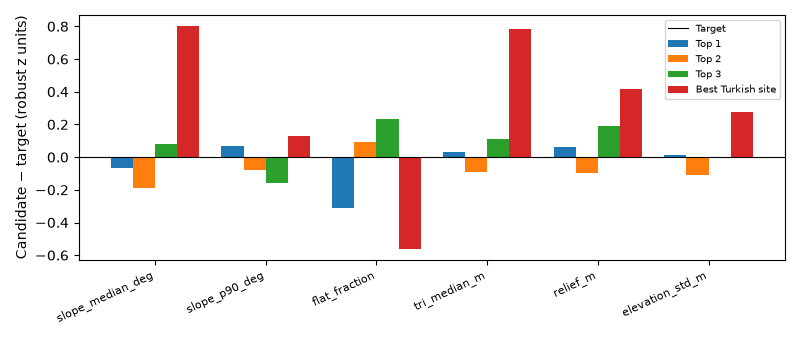 Candidate − target (robust z units)
0.8
0.6
0.4
0.2
0.0
−0.2
−0.4
−0.6
Target
Top 1
Top 2
Top 3
Best Turkish site
slope_median_deg
slope_p90_deg
flat_fraction
tri_median_m
relief_m
elevation_std_m